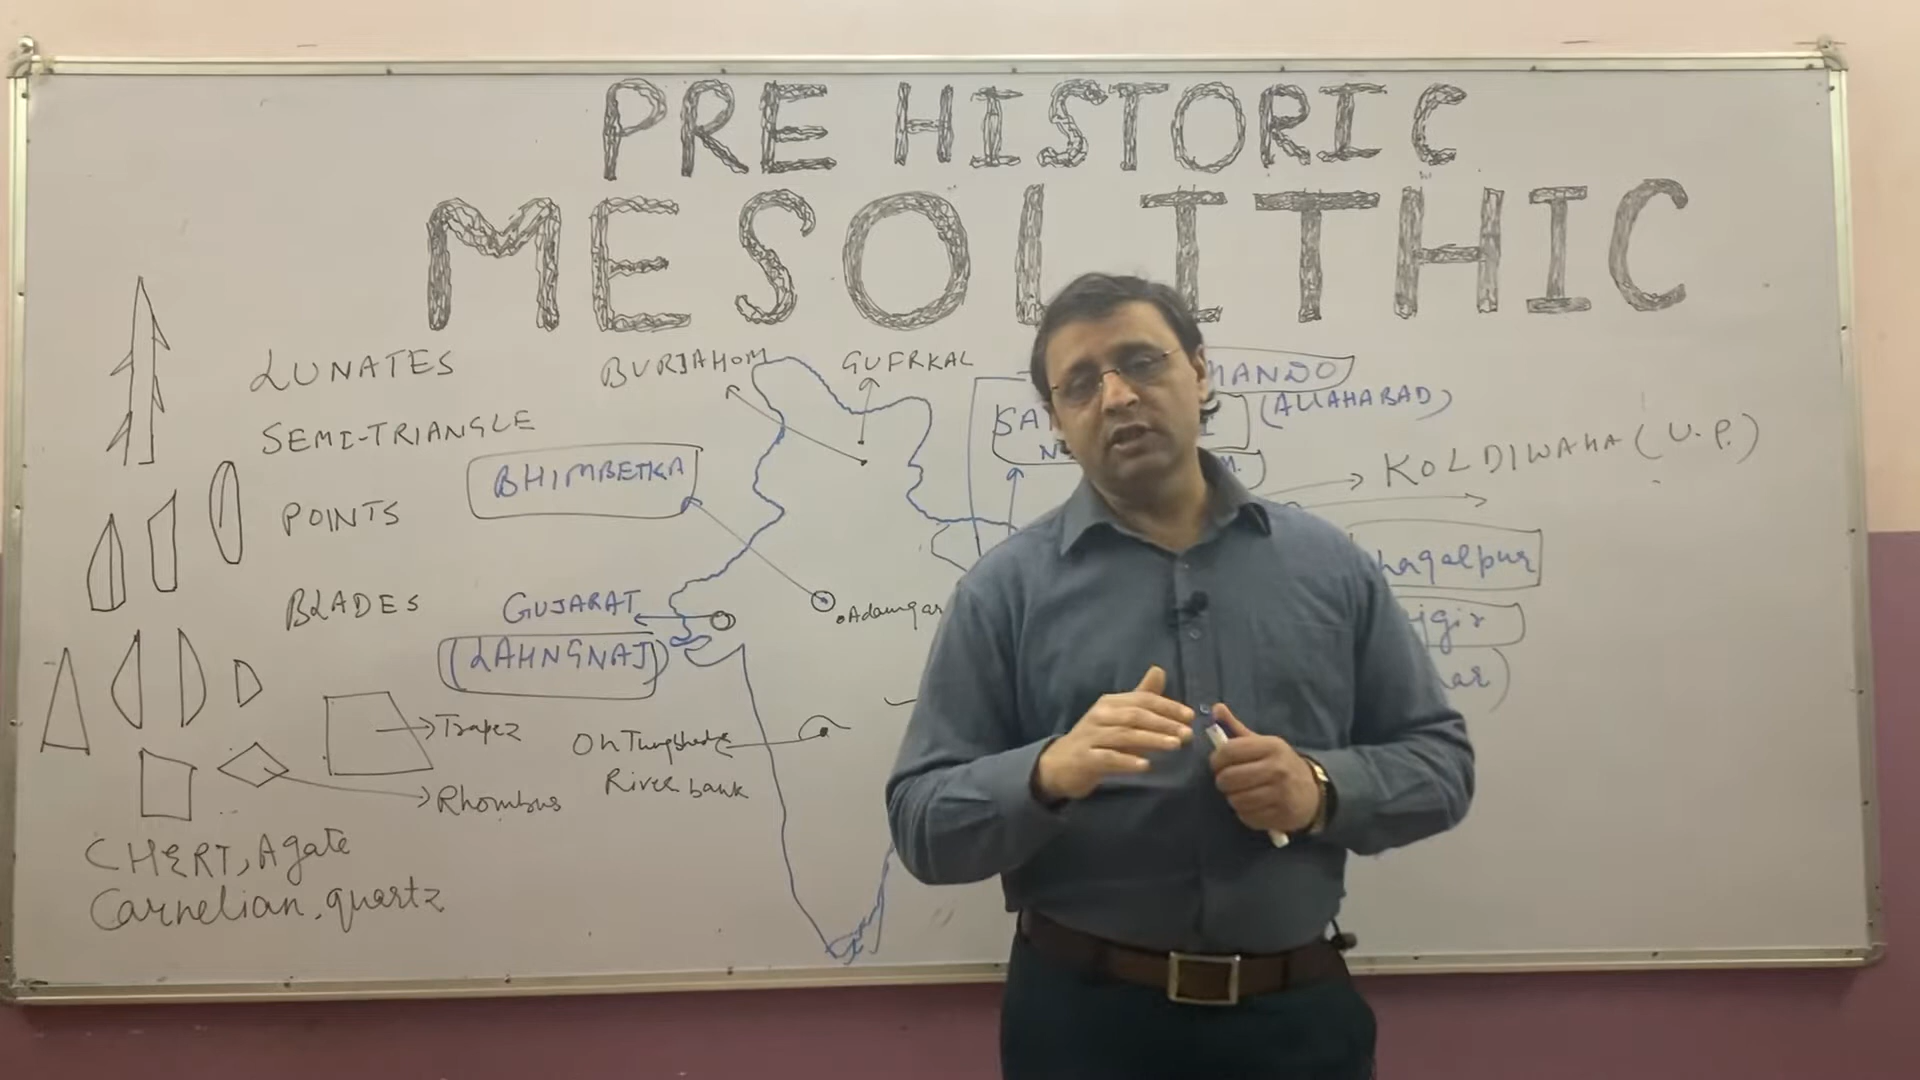 PRE HISTORIC
MESOLITHIC
LUNATES
SEMI-TRIANGLE
POINTS
BLADES
Trapez
Rhombus
CHERT, Agate
Carnelian, quartz
BURJAHOM
GUFRKAL
BHIMBETKA
GUJARAT
(LAHNGNAJ)
Adamgar
On
River bank
(ALLAHABAD)
KOLDIWAHA (U.P.)